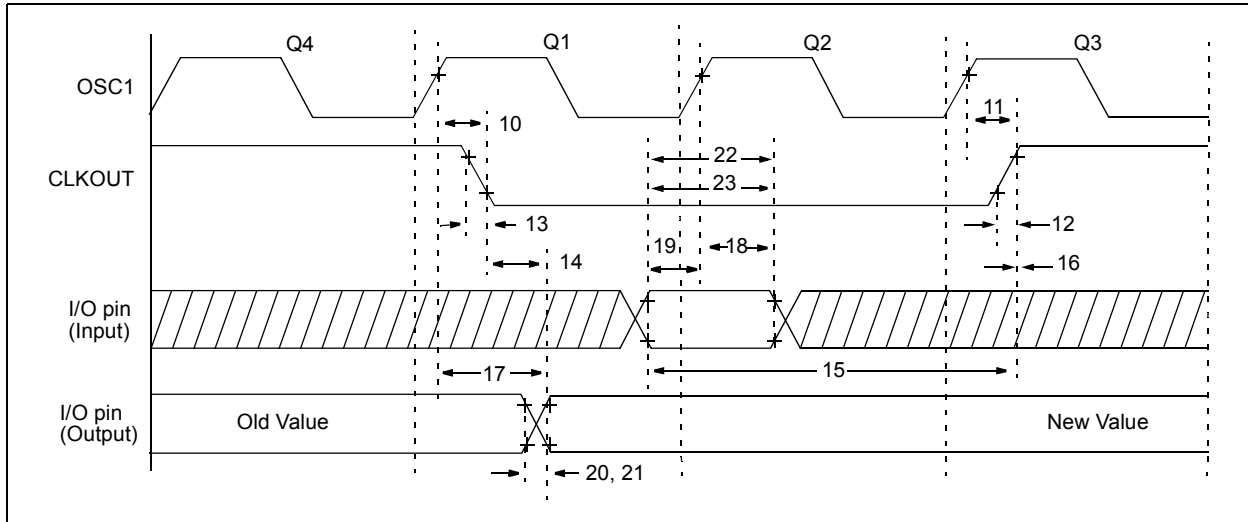 Q4 Q1 Q2 Q3
OSC1
10 11
22
CLKOUT
23
13 12
19 18
14 16
I/O pin
(Input)
17 15
I/O pin
(Output)
Old Value New Value
20, 21